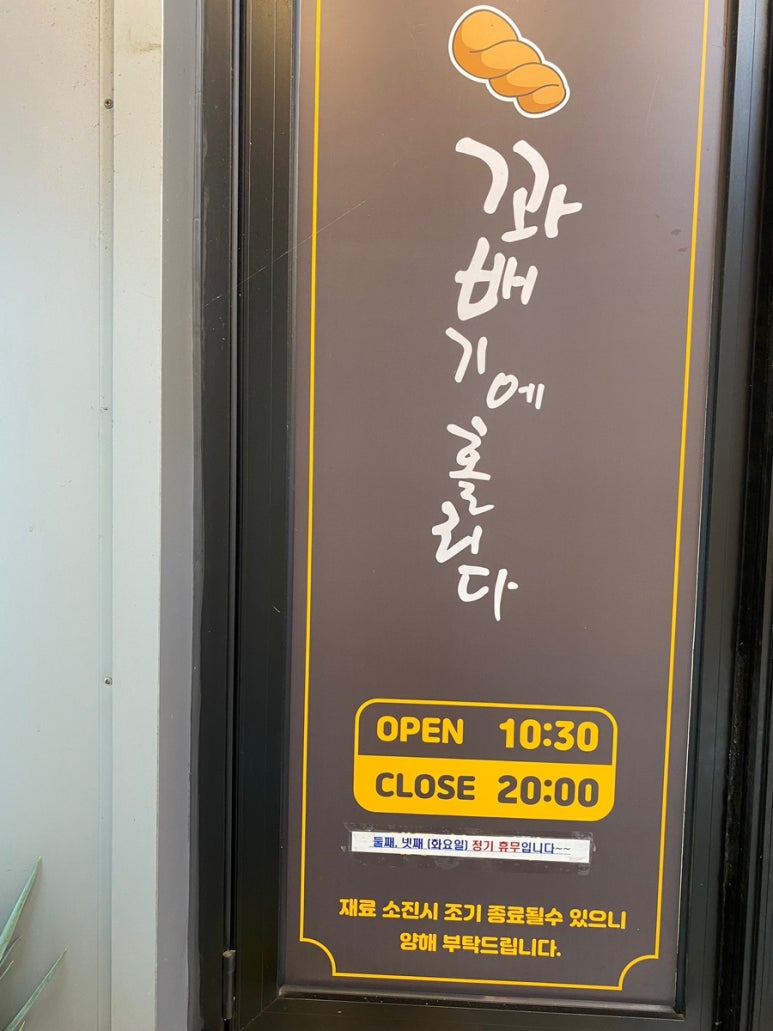 꽈배기에
홀리다
OPEN 10:30
CLOSE 20:00
둘째, 넷째 (화요일) 정기 휴무입니다~~
재료 소진시 조기 종료될수 있으니
양해 부탁드립니다.